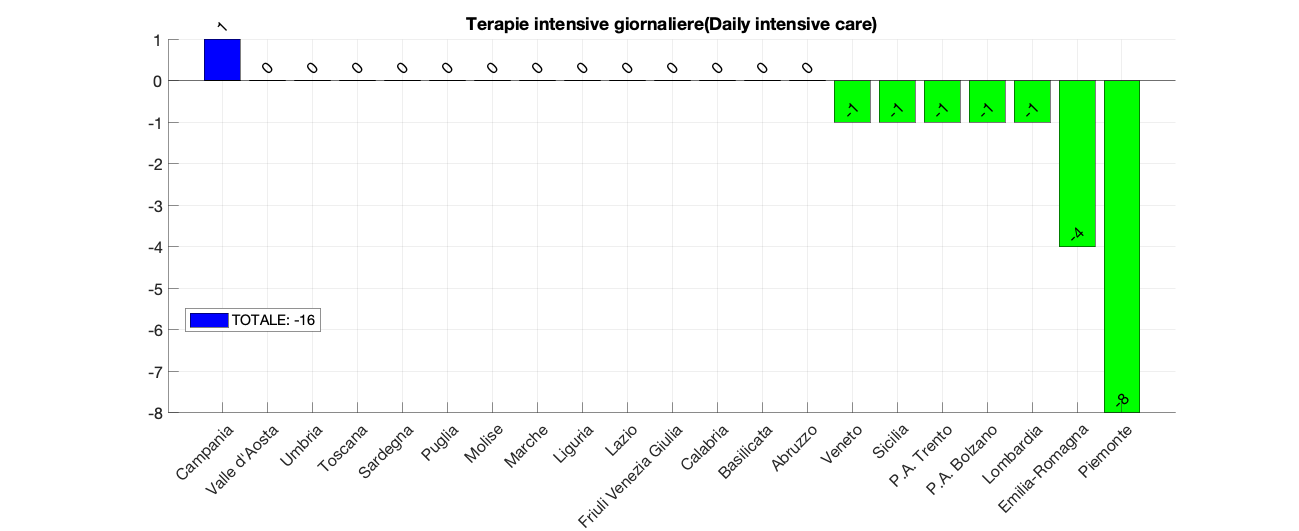 Terapie intensive giornaliere(Daily intensive care)
1
0
-1
-2
-3
-4
-5
-6
-7
-8
1
0
0
0
0
0
0
0
0
0
0
0
0
0
-1
-1
-1
-1
-1
-4
-8
TOTALE: -16
Campania
Valle d'Aosta
Umbria
Toscana
Sardegna
Puglia
Molise
Marche
Liguria
Lazio
Friuli Venezia Giulia
Calabria
Basilicata
Abruzzo
Veneto
Sicilia
P.A. Trento
P.A. Bolzano
Lombardia
Emilia-Romagna
Piemonte